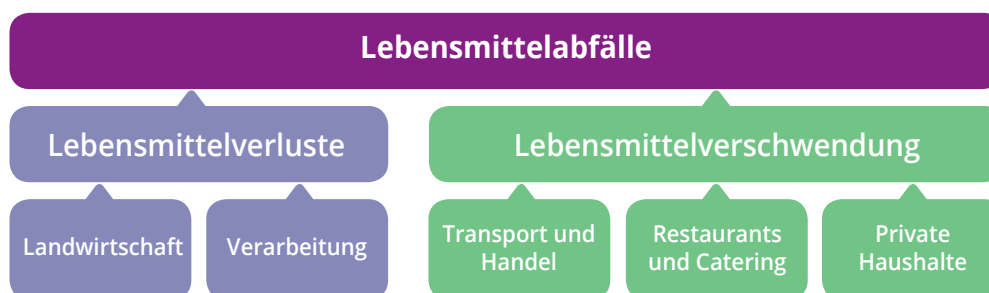 Lebensmittelabfälle
Lebensmittelverluste
Lebensmittelverschwendung
Landwirtschaft
Verarbeitung
Transport und
Handel
Restaurants
und Catering
Private
Haushalte